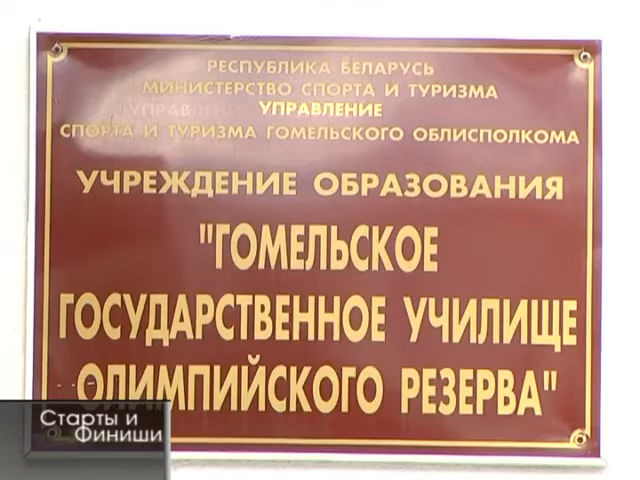 РЕСПУБЛИКА БЕЛАРУСЬ
МИНИСТЕРСТВО СПОРТА И ТУРИЗМА
УПРАВЛЕНИЕ
СПОРТА И ТУРИЗМА ГОМЕЛЬСКОГО ОБЛИСПОЛКОМА
УЧРЕЖДЕНИЕ ОБРАЗОВАНИЯ
"ГОМЕЛЬСКОЕ
ГОСУДАРСТВЕННОЕ УЧИЛИЩЕ
ОЛИМПИЙСКОГО РЕЗЕРВА"
Старты и
Финиши